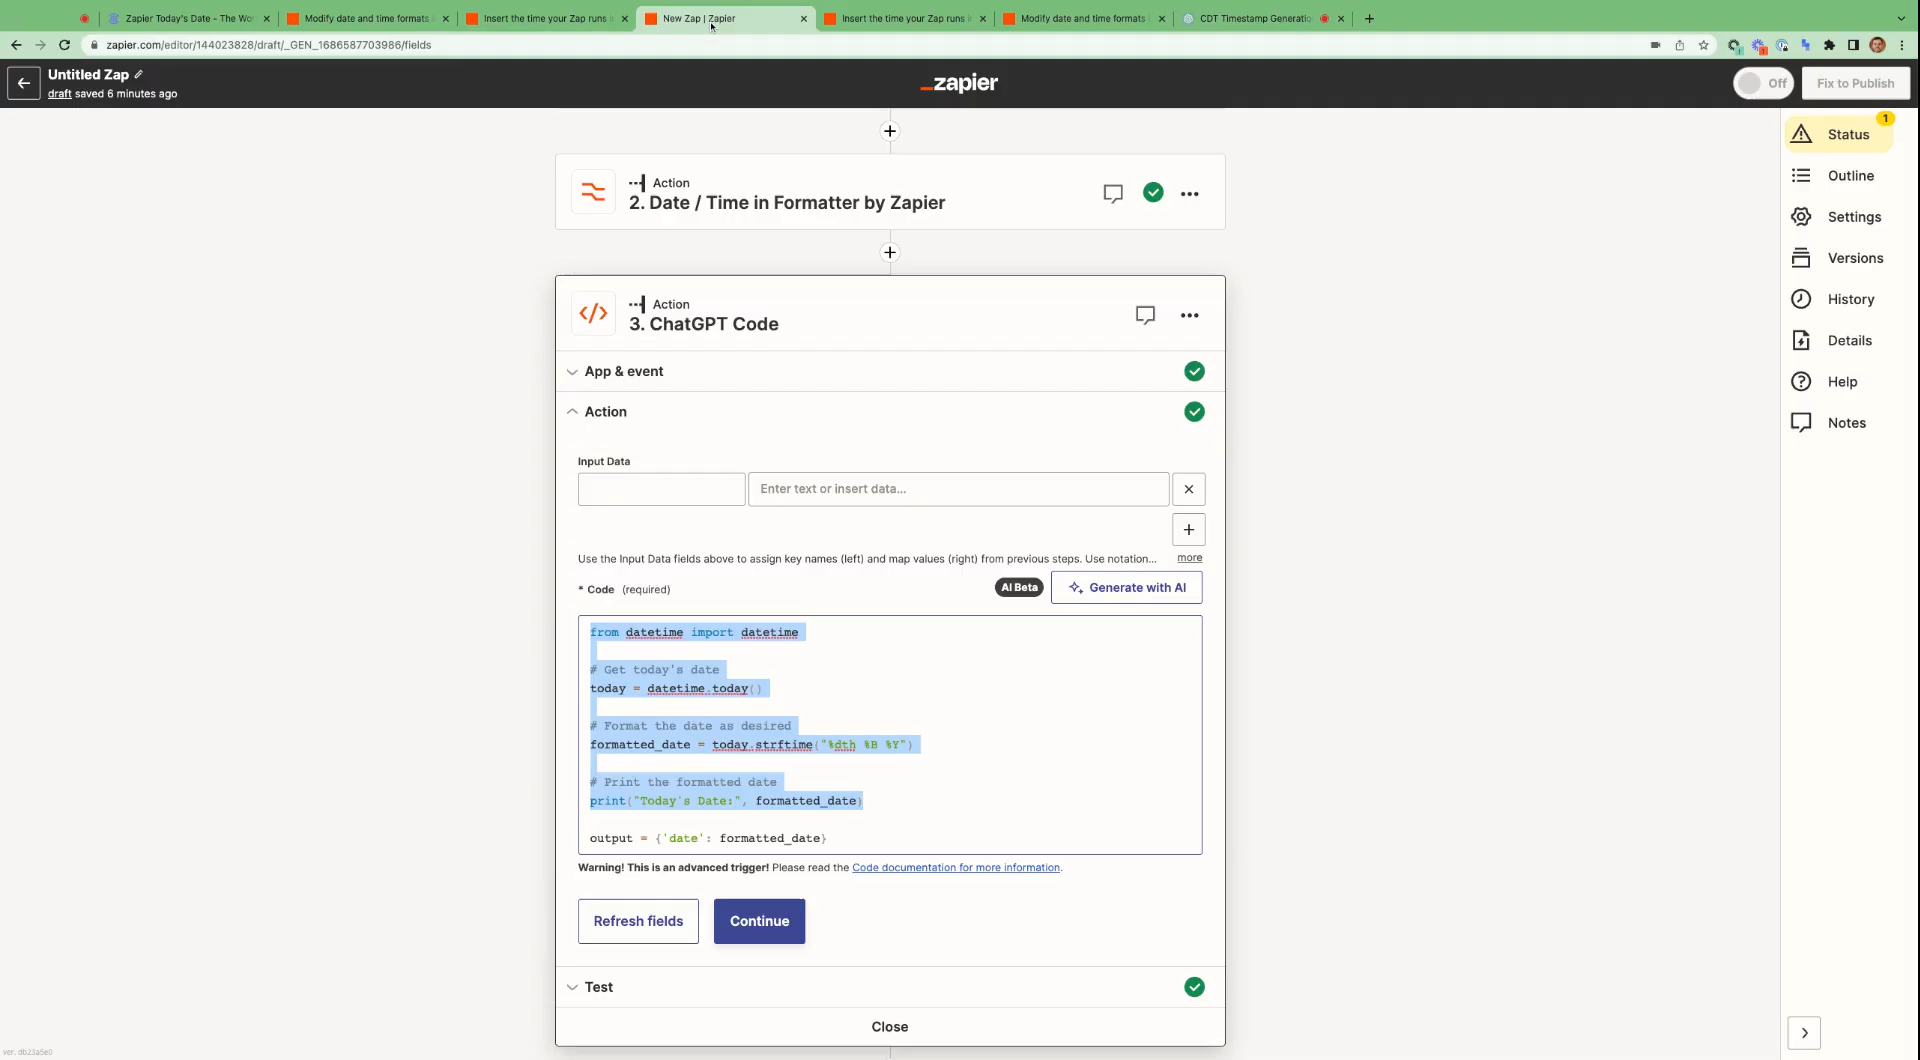 Zapier Today's Date - The Wo
Modify date and time formats i
Insert the time your Zap runs i
New Zap | Zapier
Insert the time your Zap runs i
Modify date and time formats i
CDT Timestamp Generatio
zapier.com/editor/144023828/draft/_GEN_1686587703986/fields
Untitled Zap
draft saved 6 minutes ago
_zapier
Off
Fix to Publish
1
Status
Outline
Settings
Versions
History
Details
Help
Notes
Action
2. Date / Time in Formatter by Zapier
Action
3. ChatGPT Code
App & event
Action
Input Data
Enter text or insert data...
Use the Input Data fields above to assign key names (left) and map values (right) from previous steps. Use notation... more
* Code (required)
AI Beta
Generate with AI
from datetime import datetime
# Get today's date
today = datetime.today()
# Format the date as desired
formatted_date = today.strftime("%dth %B %Y")
# Print the formatted date
print("Today's Date:", formatted_date)
output = {'date': formatted_date}
Warning! This is an advanced trigger! Please read the Code documentation for more information.
Refresh fields
Continue
Test
Close
ver. db23a5e0